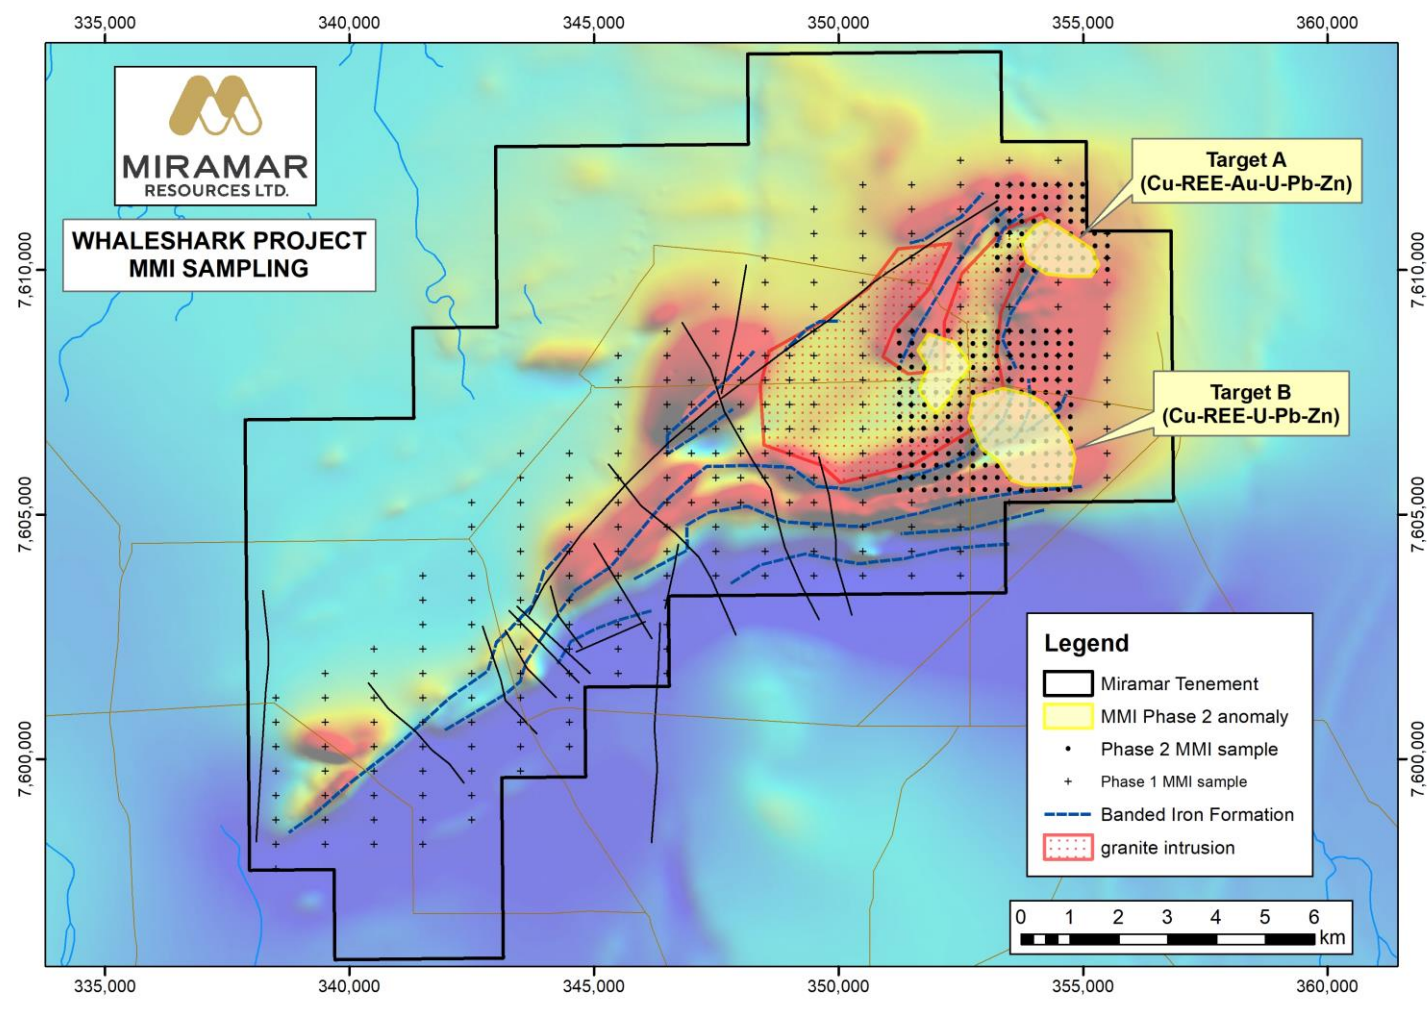 335,000
340,000
345,000
350,000
355,000
360,000
MIRAMAR
RESOURCES LTD.
WHALESHARK PROJECT
MMI SAMPLING
Target A
(Cu-REE-Au-U-Pb-Zn)
7,610,000
7,610,000
Target B
(Cu-REE-U-Pb-Zn)
7,605,000
7,605,000
Legend
Miramar Tenement
MMI Phase 2 anomaly
Phase 2 MMI sample
Phase 1 MMI sample
Banded Iron Formation
granite intrusion
7,600,000
7,600,000
0 1 2 3 4 5 6
km
335,000
340,000
345,000
350,000
355,000
360,000